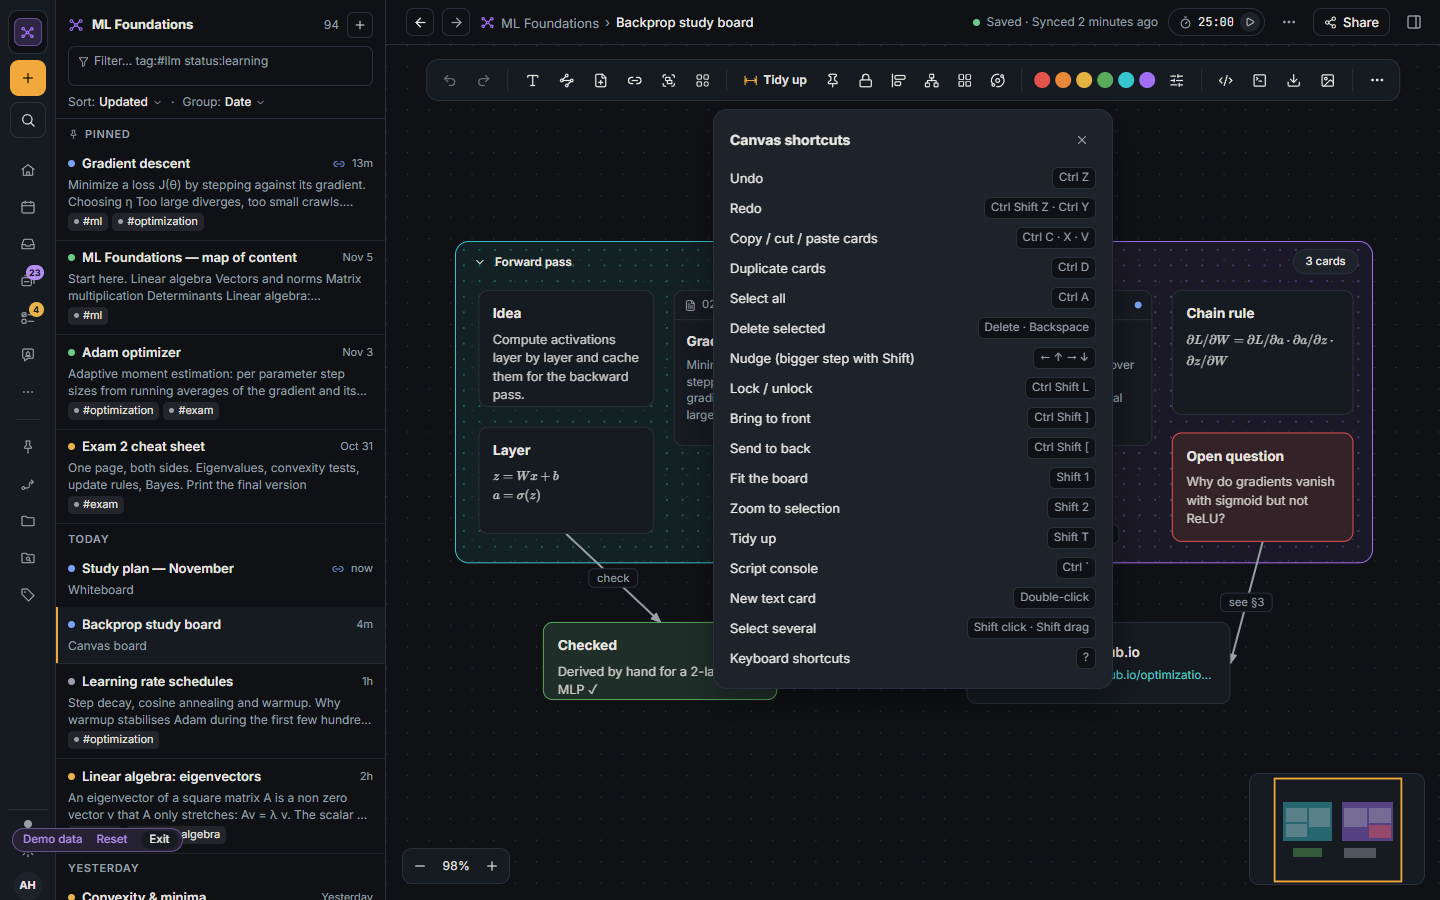 ML Foundations
94
Filter... tag:#llm status:learning
Sort: Updated · Group: Date
PINNED
Gradient descent
13m
Minimize a loss J(θ) by stepping against its gradient.
Choosing η Too large diverges, too small crawls....
#ml
#optimization
ML Foundations — map of content
Nov 5
Start here. Linear algebra Vectors and norms Matrix
multiplication Determinants Linear algebra:...
#ml
Adam optimizer
Nov 3
Adaptive moment estimation: per parameter step
sizes from running averages of the gradient and its...
#optimization
#exam
Exam 2 cheat sheet
Oct 31
One page, both sides. Eigenvalues, convexity tests,
update rules, Bayes. Print the final version
#exam
TODAY
Study plan — November
now
Whiteboard
Backprop study board
4m
Canvas board
Learning rate schedules
1h
Step decay, cosine annealing and warmup. Why
warmup stabilises Adam during the first few hundre...
#optimization
Linear algebra: eigenvectors
2h
An eigenvector of a square matrix A is a non zero
vector v that A only stretches: Av = λ v. The scalar ...
algebra
YESTERDAY
Convexity & minima
Yesterday
23
4
Demo data
Reset
Exit
AH
ML Foundations › Backprop study board
Saved · Synced 2 minutes ago
25:00
Share
Tidy up
Forward pass
3 cards
Idea
Compute activations
layer by layer and cache
them for the backward
pass.
Layer
z = Wx + b
a = σ(z)
check
Checked
Derived by hand for a 2-la
MLP ✓
02
Grac
Minin
stepp
gradi
large
Canvas shortcuts
Undo
Ctrl Z
Redo
Ctrl Shift Z · Ctrl Y
Copy / cut / paste cards
Ctrl C · X · V
Duplicate cards
Ctrl D
Select all
Ctrl A
Delete selected
Delete · Backspace
Nudge (bigger step with Shift)
← ↑ → ↓
Lock / unlock
Ctrl Shift L
Bring to front
Ctrl Shift ]
Send to back
Ctrl Shift [
Fit the board
Shift 1
Zoom to selection
Shift 2
Tidy up
Shift T
Script console
Ctrl `
New text card
Double-click
Select several
Shift click · Shift drag
Keyboard shortcuts
?
over
al
Chain rule
∂L/∂W = ∂L/∂a · ∂a/∂z ·
∂z/∂W
Open question
Why do gradients vanish
with sigmoid but not
ReLU?
see §3
ub.io
ub.io/optimizatio...
98%